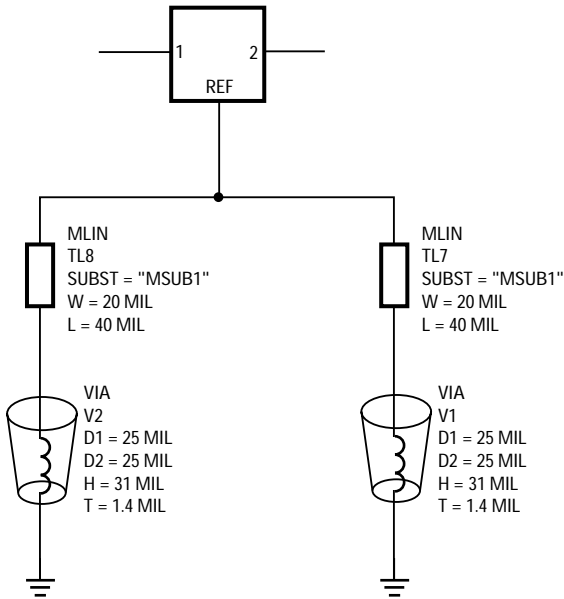 1 2
REF
MLIN
TL8
SUBST = "MSUB1"
W = 20 MIL
L = 40 MIL
MLIN
TL7
SUBST = "MSUB1"
W = 20 MIL
L = 40 MIL
VIA
V2
D1 = 25 MIL
D2 = 25 MIL
H = 31 MIL
T = 1.4 MIL
VIA
V1
D1 = 25 MIL
D2 = 25 MIL
H = 31 MIL
T = 1.4 MIL